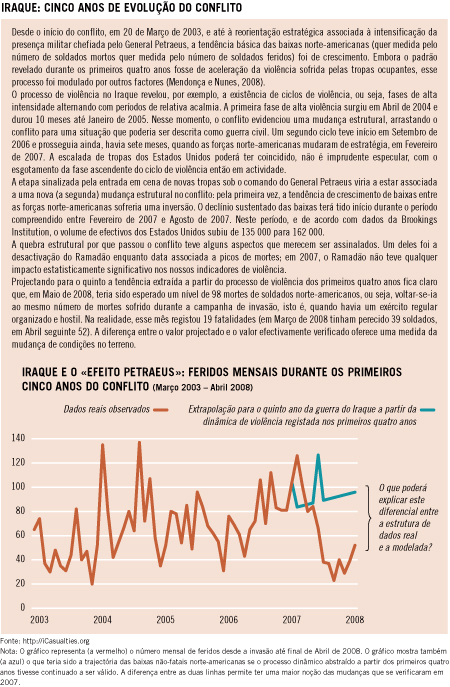 IRAQUE: CINCO ANOS DE EVOLUÇÃO DO CONFLITO
Desde o início do conflito, em 20 de Março de 2003, e até à reorientação estratégica associada à intensificação da
presença militar chefiada pelo General Petraeus, a tendência básica das baixas norte-americanas (quer medida pelo
número de soldados mortos quer medida pelo número de soldados feridos) foi de crescimento. Embora o padrão
revelado durante os primeiros quatro anos fosse de aceleração da violência sofrida pelas tropas ocupantes, esse
processo foi modulado por outros factores (Mendonça e Nunes, 2008).
O processo de violência no Iraque revelou, por exemplo, a existência de ciclos de violência, ou seja, fases de alta
intensidade alternando com períodos de relativa acalmia. A primeira fase de alta violência surgiu em Abril de 2004 e
durou 10 meses até Janeiro de 2005. Nesse momento, o conflito evidenciou uma mudança estrutural, arrastando o
conflito para uma situação que poderia ser descrita como guerra civil. Um segundo ciclo teve início em Setembro de
2006 e prosseguia ainda, havia sete meses, quando as forças norte-americanas mudaram de estratégia, em Fevereiro
de 2007. A escalada de tropas dos Estados Unidos poderá ter coincidido, não é imprudente especular, com o
esgotamento da fase ascendente do ciclo de violência então em actividade.
A etapa sinalizada pela entrada em cena de novas tropas sob o comando do General Petraeus viria a estar associada
a uma nova (a segunda) mudança estrutural no conflito: pela primeira vez, a tendência de crescimento de baixas entre
as forças norte-americanas sofreria uma inversão. O declínio sustentado das baixas terá tido início durante o período
compreendido entre Fevereiro de 2007 e Agosto de 2007. Neste período, e de acordo com dados da Brookings
Institution, o volume de efectivos dos Estados Unidos subiu de 135 000 para 162 000.
A quebra estrutural por que passou o conflito teve alguns aspectos que merecem ser assinalados. Um deles foi a
desactivação do Ramadão enquanto data associada a picos de mortes; em 2007, o Ramadão não teve qualquer
impacto estatisticamente significativo nos nossos indicadores de violência.
Projectando para o quinto a tendência extraída a partir do processo de violência dos primeiros quatro anos fica claro
que, em Maio de 2008, teria sido esperado um nível de 98 mortes de soldados norte-americanos, ou seja, voltar-se-ia
ao mesmo número de mortes sofrido durante a campanha de invasão, isto é, quando havia um exército regular
organizado e hostil. Na realidade, esse mês registou 19 fatalidades (em Março de 2008 tinham perecido 39 soldados,
em Abril seguinte 52). A diferença entre o valor projectado e o valor efectivamente verificado oferece uma medida da
mudança de condições no terreno.
IRAQUE E O «EFEITO PETRAEUS»: FERIDOS MENSAIS DURANTE OS PRIMEIROS
CINCO ANOS DO CONFLITO (Março 2003 – Abril 2008)
Dados reais observados
Extrapolação para o quinto ano da guerra do Iraque a partir da
dinâmica de violência registada nos primeiros quatro anos
140
120
100
80
60
40
20
0
O que poderá
explicar este
diferencial entre
a estrutura de
dados real
e a modelada?
2003 2004 2005 2006 2007 2008
Fonte: http://iCasualties.org
Nota: O gráfico representa (a vermelho) o número mensal de feridos desde a invasão até final de Abril de 2008. O gráfico mostra também
(a azul) o que teria sido a trajectória das baixas não-fatais norte-americanas se o processo dinâmico abstraído a partir dos primeiros quatro
anos tivesse continuado a ser válido. A diferença entre as duas linhas permite ter uma maior noção das mudanças que se verificaram em
2007.